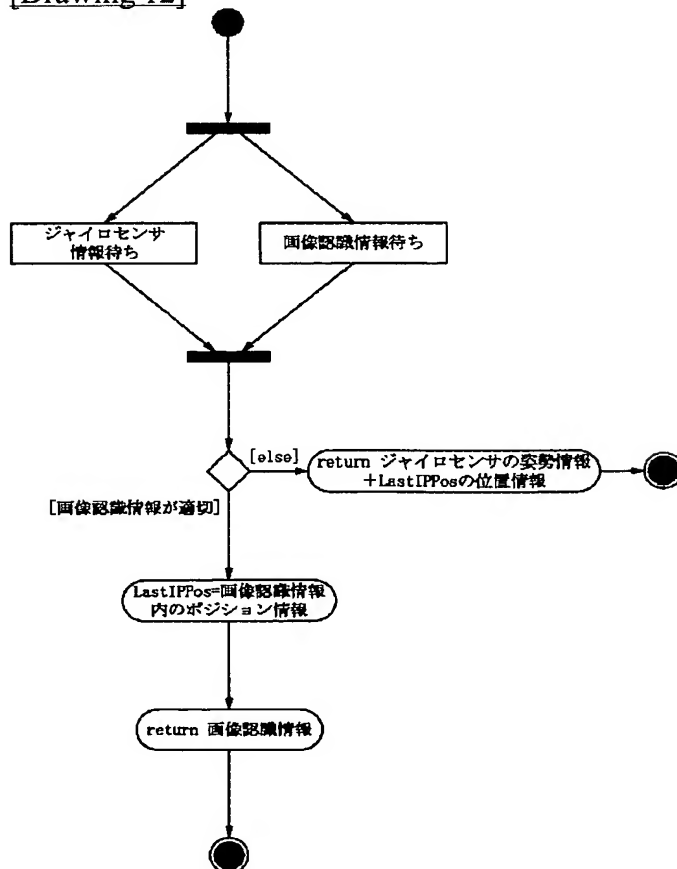 [Drawing 12]
ジャイロセンサ
情報待ち
画像認識情報待ち
[else]
return ジャイロセンサの姿勢情報
+LastIPPosの位置情報
[画像認識情報が適切]
LastIPPos=画像認識情報
内のポジション情報
return 画像認識情報